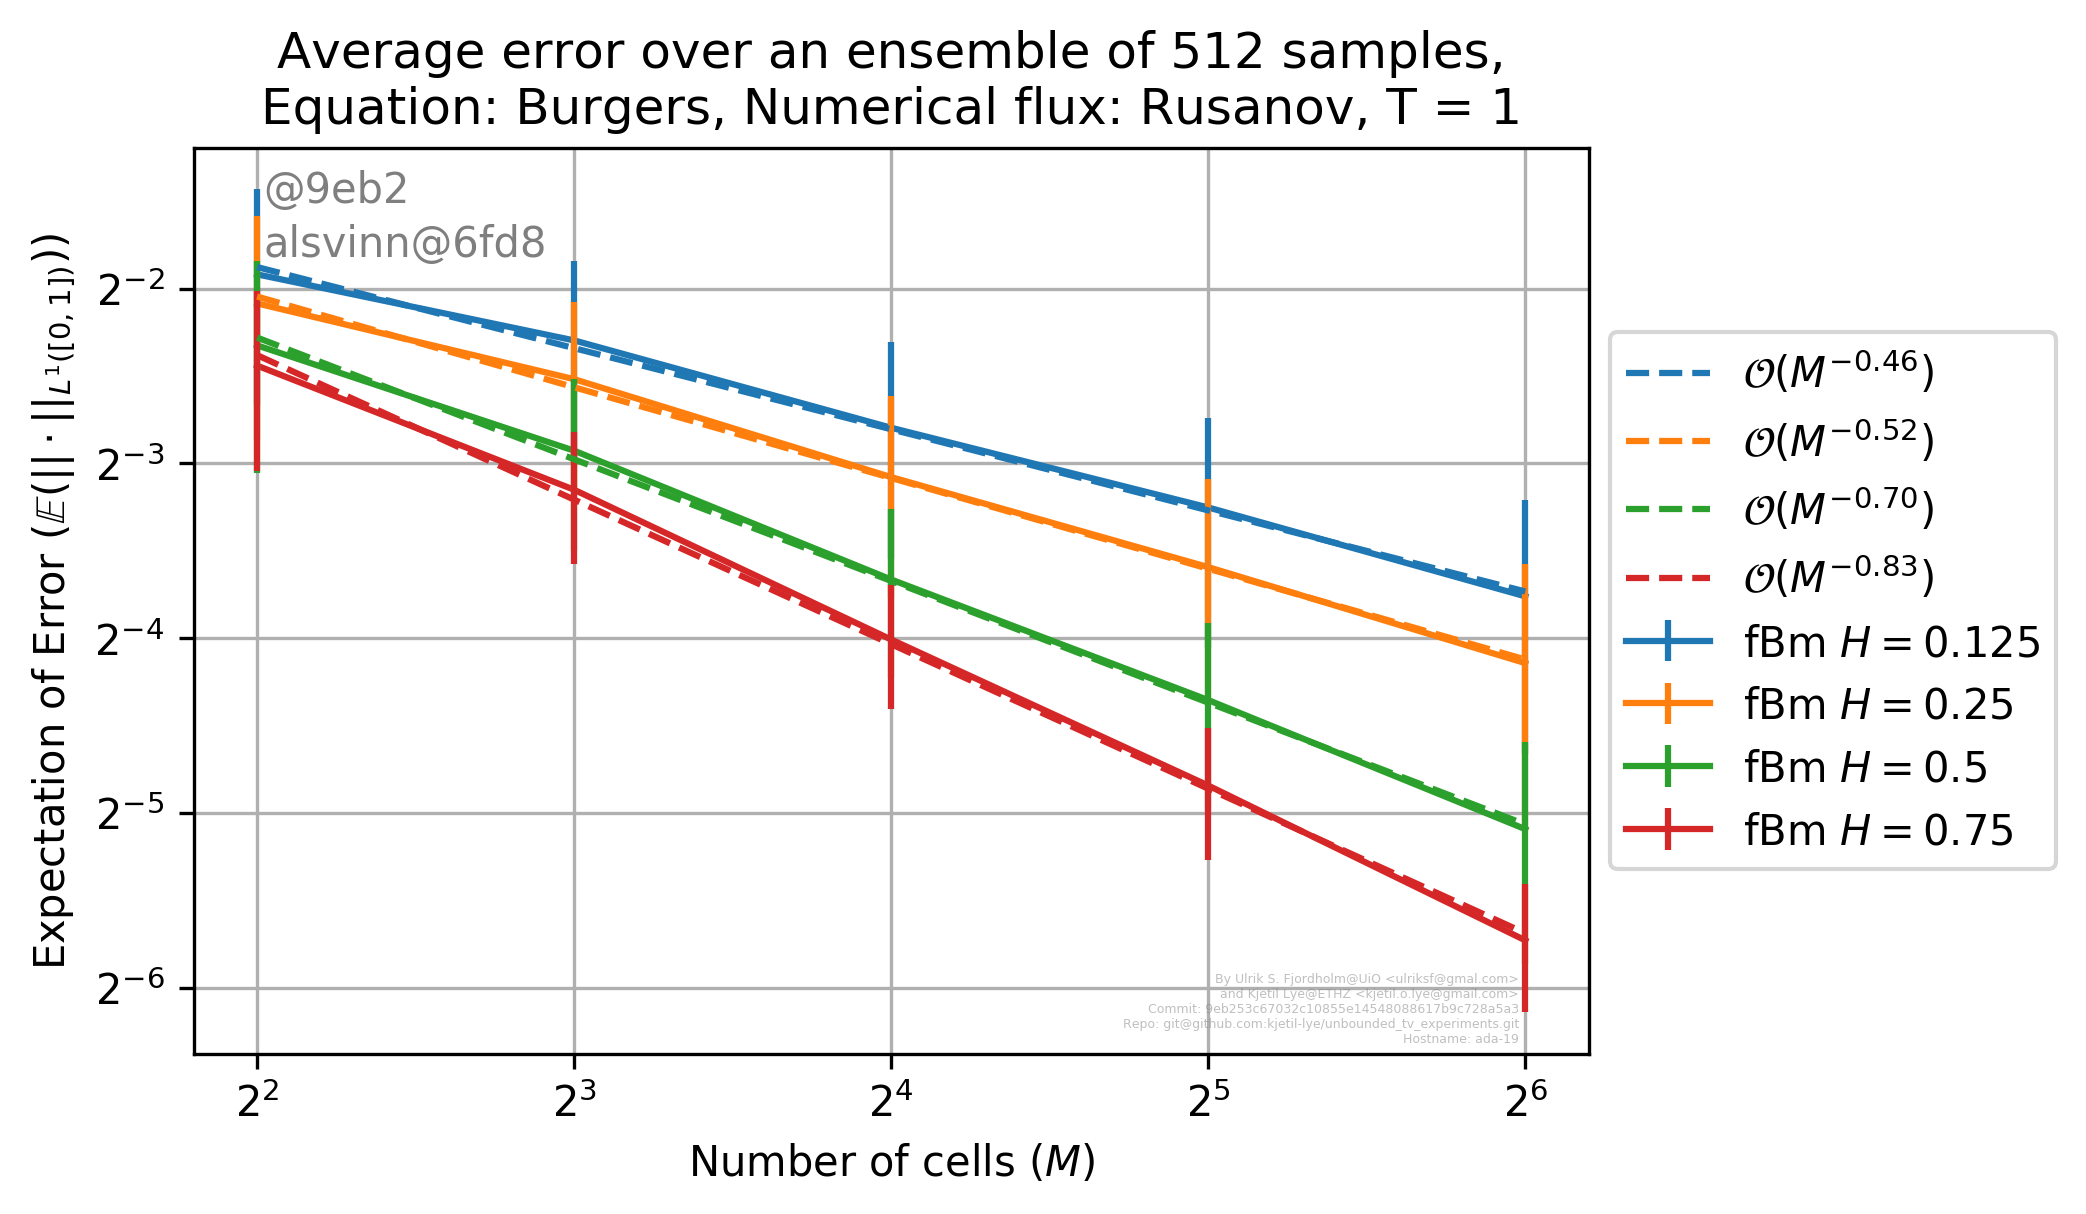 Average error over an ensemble of 512 samples,
Equation: Burgers, Numerical flux: Rusanov, T = 1
@9eb2
alsvinn@6fd8
Expectation of Error (𝔼(||·||_{L¹([0,1])}))
2⁻²
2⁻³
2⁻⁴
2⁻⁵
2⁻⁶
By Ulrik S. Fjordholm@UiO <ulriksf@gmal.com>
and Kjetil Lye@ETHZ <kjetil.o.lye@gmail.com>
Commit: 9eb253c67032c10855e14548088617b9c728a5a3
Repo: git@github.com:kjetil-lye/unbounded_tv_experiments.git
Hostname: ada-19
2² 2³ 2⁴ 2⁵ 2⁶
Number of cells (M)
𝒪(M⁻⁰·⁴⁶)
𝒪(M⁻⁰·⁵²)
𝒪(M⁻⁰·⁷⁰)
𝒪(M⁻⁰·⁸³)
fBm H = 0.125
fBm H = 0.25
fBm H = 0.5
fBm H = 0.75